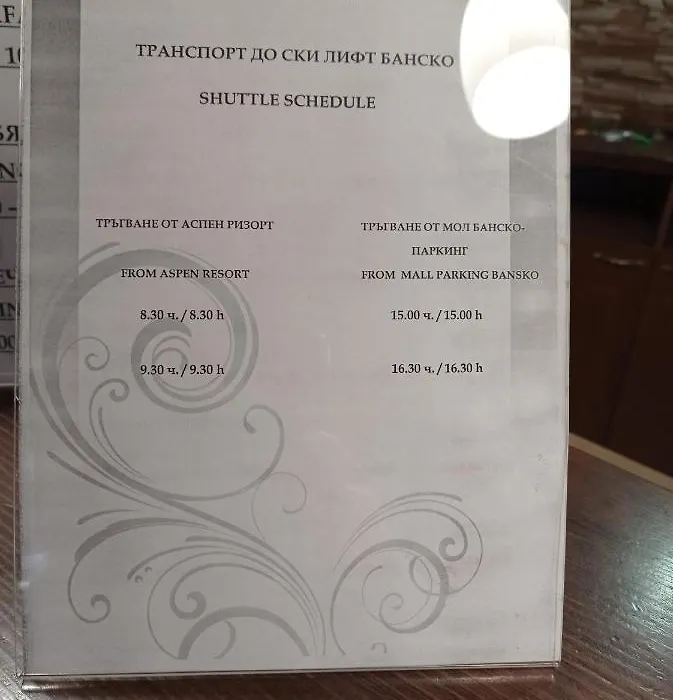 ТРАНСПОРТ ДО СКИ ЛИФТ БАНСКО
SHUTTLE SCHEDULE
ТРЪГВАНЕ ОТ АСПЕН РИЗОРТ
FROM ASPEN RESORT
8.30 ч. / 8.30 h
9.30 ч. / 9.30 h
ТРЪГВАНЕ ОТ МОЛ БАНСКО-
ПАРКИНГ
FROM MALL PARKING BANSKO
15.00 ч. / 15.00 h
16.30 ч. / 16.30 h